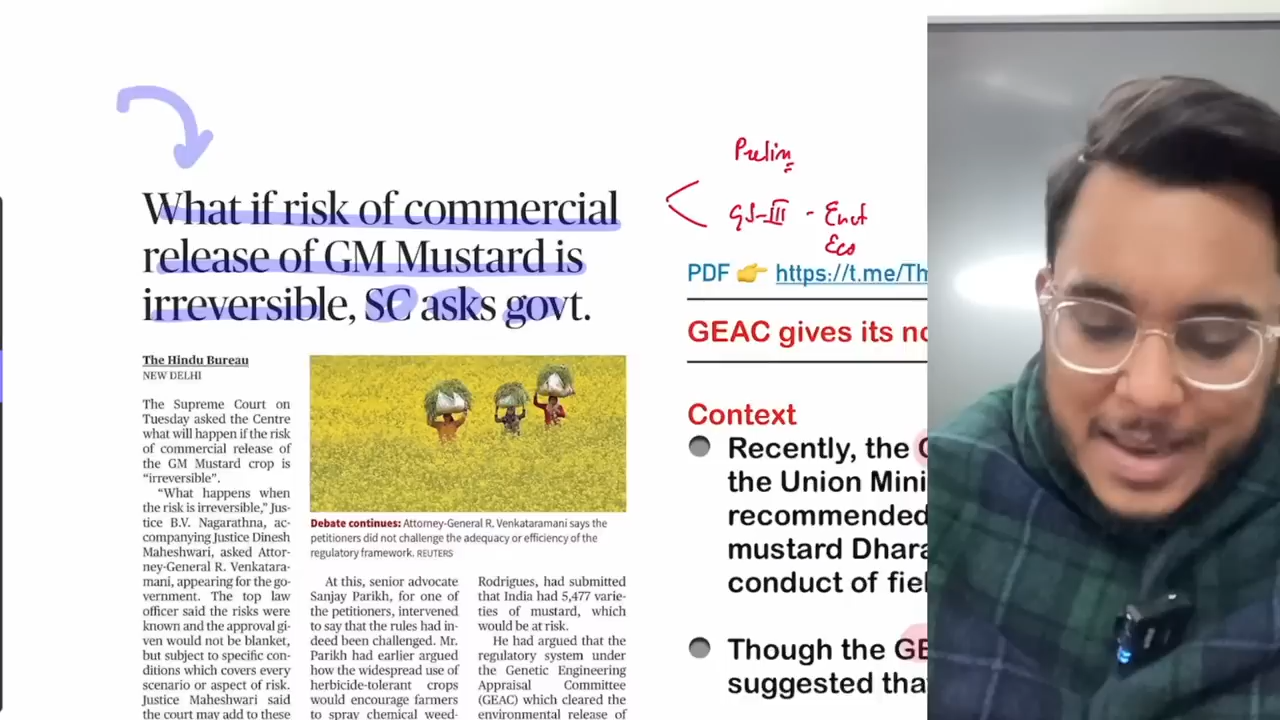 What if risk of commercial
release of GM Mustard is
irreversible, SC asks govt.
The Hindu Bureau
NEW DELHI
The Supreme Court on
Tuesday asked the Centre
what will happen if the risk
of commercial release of
the GM Mustard crop is
“irreversible”.
“What happens when
the risk is irreversible,” Jus-
tice B.V. Nagarathna, ac-
companying Justice Dinesh
Maheshwari, asked Attor-
ney-General R. Venkatara-
mani, appearing for the go-
vernment. The top law
officer said the risks were
known and the approval gi-
ven would not be blanket,
but subject to specific con-
ditions which covers every
scenario or aspect of risk.
Justice Maheshwari said
the court may add to these
Debate continues: Attorney-General R. Venkataramani says the
petitioners did not challenge the adequacy or efficiency of the
regulatory framework. REUTERS
At this, senior advocate
Sanjay Parikh, for one of
the petitioners, intervened
to say that the rules had in-
deed been challenged. Mr.
Parikh had earlier argued
how the widespread use of
herbicide-tolerant crops
would encourage farmers
to spray chemical weed-
Rodrigues, had submitted
that India had 5,477 varie-
ties of mustard, which
would be at risk.
He had argued that the
regulatory system under
the Genetic Engineering
Appraisal Committee
(GEAC) which cleared the
environmental release of
Prelim
GS-III -
Eco
PDF 👉 https://t.me/Th
GEAC gives its no
Context
Recently, the G
the Union Mini
recommended
mustard Dhara
conduct of fiel
Though the GE
suggested tha